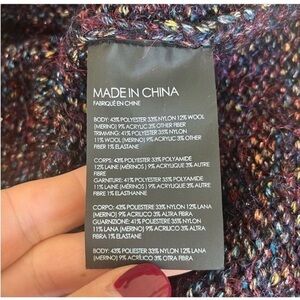 MADE IN CHINA
FABRIQUÉ EN CHINE
BODY: 43% POLYESTER 33% NYLON 12% WOOL
(MERINO) 9% ACRYLIC 3% OTHER FIBER
TRIMMING: 41% POLYESTER 35% NYLON
11% WOOL (MERINO) 9% ACRYLIC 3% OTHER
FIBER 1% ELASTANE
CORPS: 43% POLYESTER 33% POLYAMIDE
12% LAINE (MÉRINOS) 9% ACRYLIQUE 3% AUTRE
FIBRE
GARNITURE: 41% POLYESTER 35% POLYAMIDE
11% LAINE (MÉRINOS) 9% ACRYLIQUE 3% AUTRE
FIBRE 1% ÉLASTHANNE
CORPO: 43% POLIESTERE 33% NYLON 12% LANA
(MERINO) 9% ACRILICO 3% ALTRA FIBRA
GUARNIZIONE: 41% POLIESTERE 35% NYLON
11% LANA (MERINO) 9% ACRILICO 3% ALTRA
FIBRA 1% ELASTANE
BODY: 43% POLYESTER 33% NYLON 12% LANA
(MERINO) 9% ACRILICO 3% OTRA FIBRA